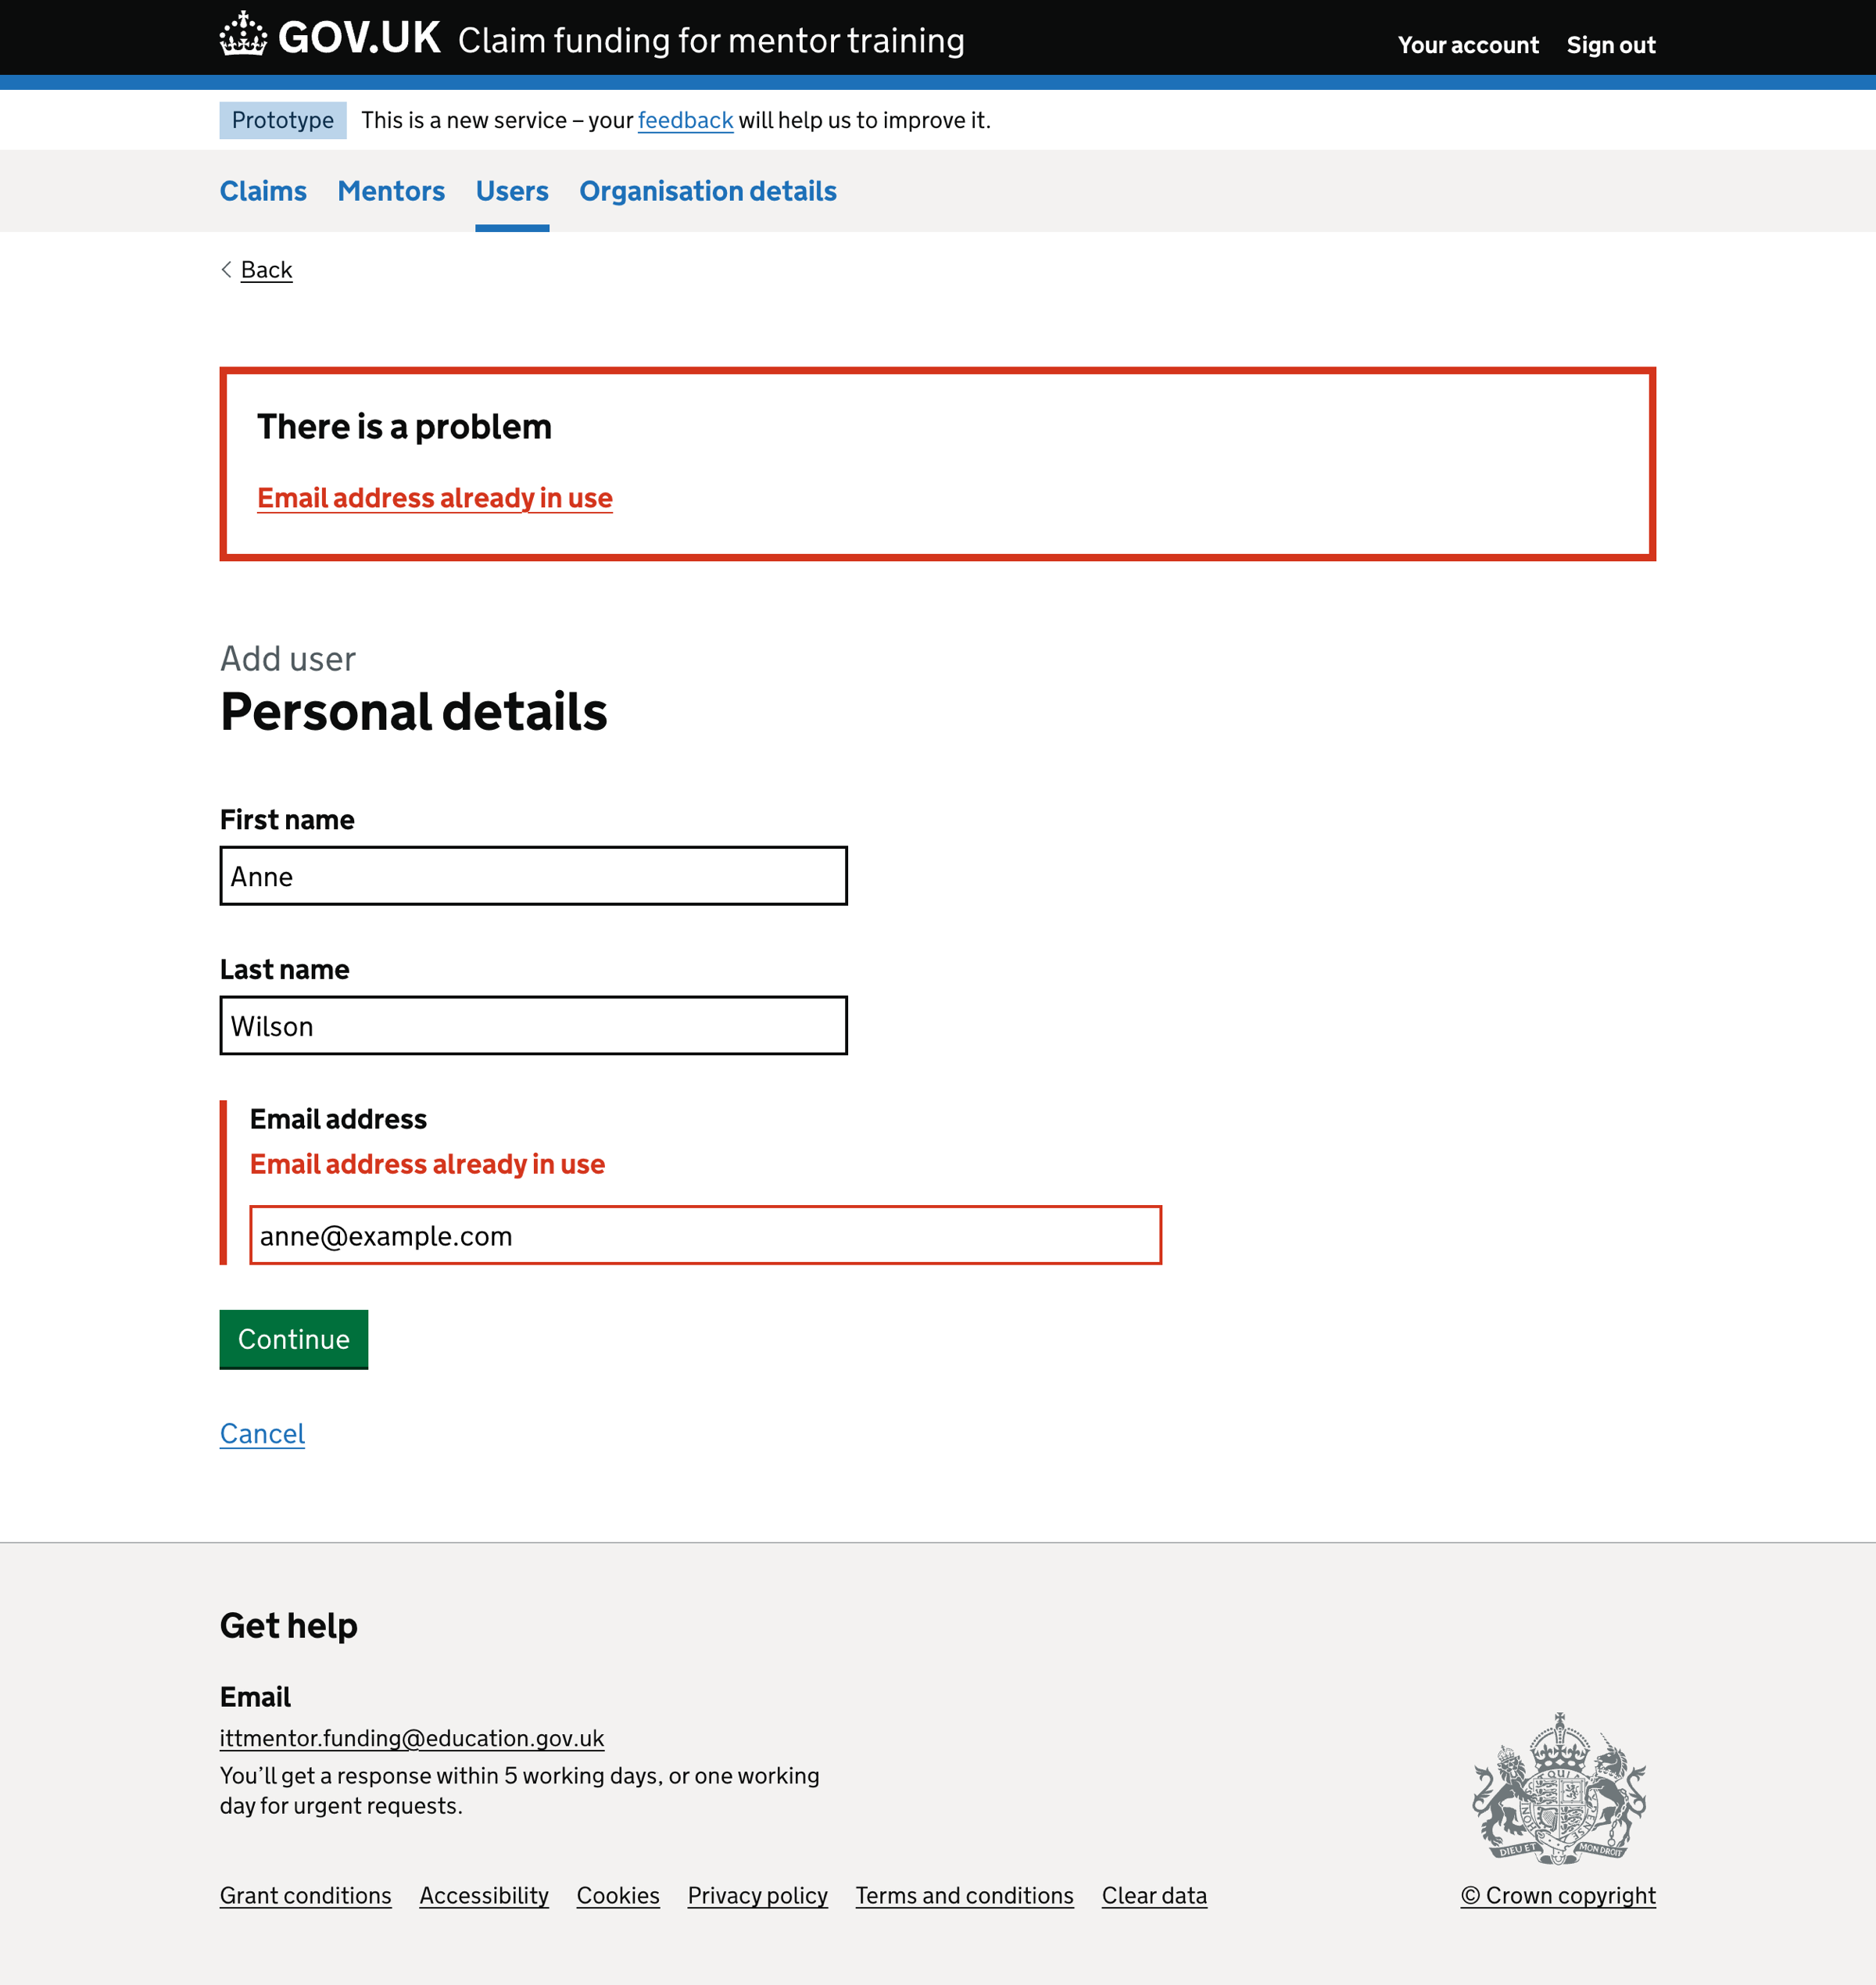 GOV.UK Claim funding for mentor training
Your account Sign out
Prototype This is a new service – your feedback will help us to improve it.
Claims Mentors Users Organisation details
Back
There is a problem
Email address already in use
Add user
Personal details
First name
Anne
Last name
Wilson
Email address
Email address already in use
anne@example.com
Continue
Cancel
Get help
Email
ittmentor.funding@education.gov.uk
You’ll get a response within 5 working days, or one working
day for urgent requests.
DIEU ET MON DROIT
Grant conditions Accessibility Cookies Privacy policy Terms and conditions Clear data
© Crown copyright